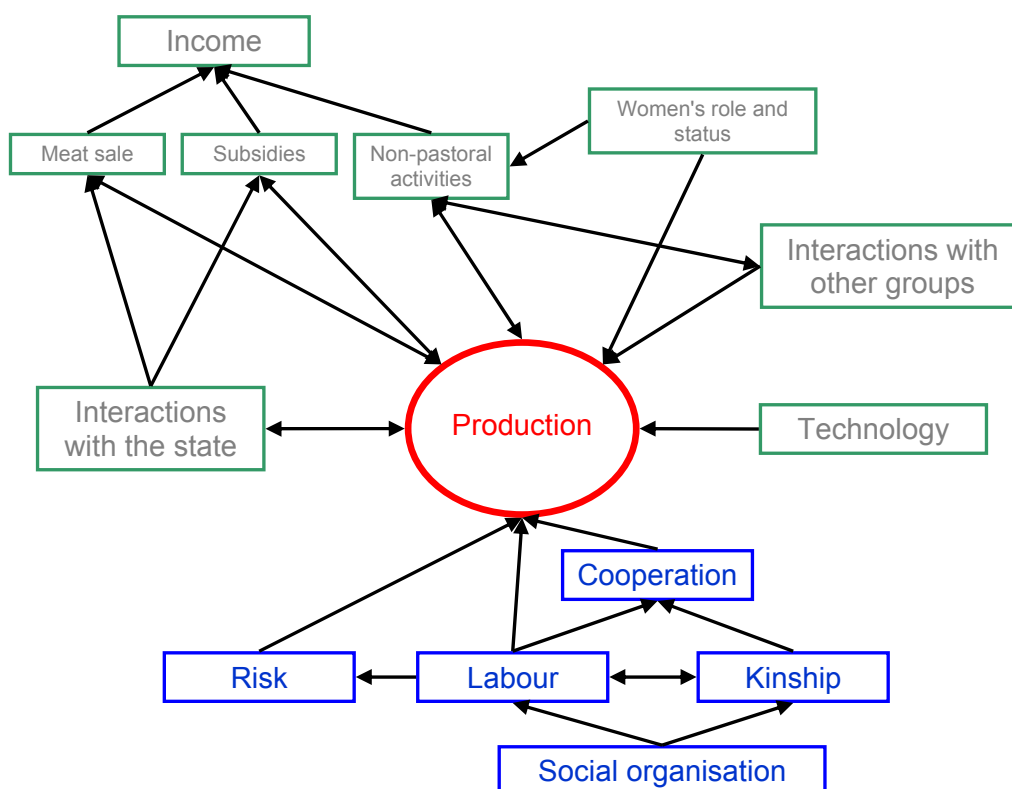 Income
Women's role and
status
Meat sale
Subsidies
Non-pastoral
activities
Interactions with
other groups
Interactions
with the state
Production
Technology
Cooperation
Risk
Labour
Kinship
Social organisation